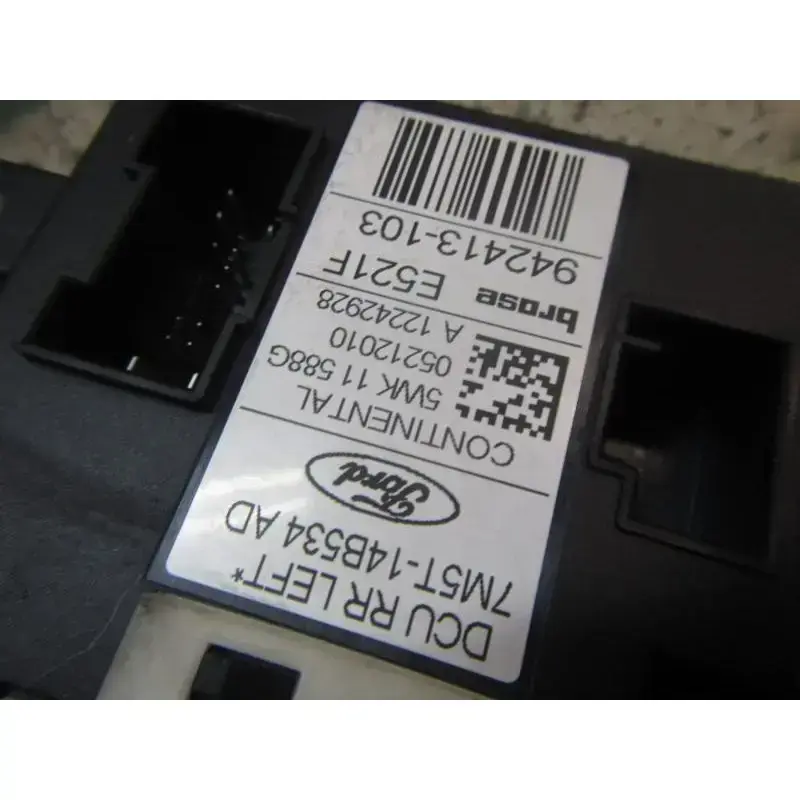 DCU RR LEFT*
7M5T-14B534 AD
Ford
CONTINENTAL
5WK 11 588G
05212010
A 12242928
brose E521F
942413-103